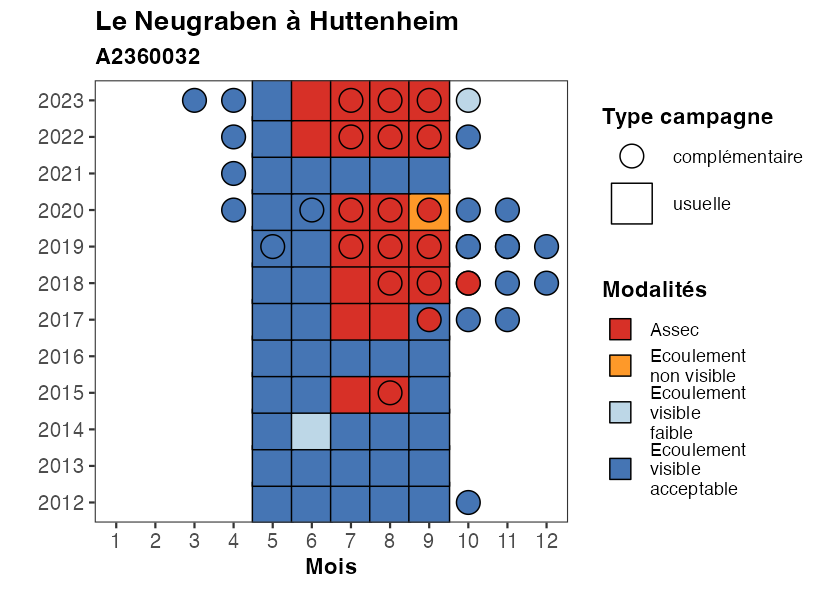 Le Neugraben à Huttenheim
A2360032
2023
2022
2021
2020
2019
2018
2017
2016
2015
2014
2013
2012
1 2 3 4 5 6 7 8 9 10 11 12
Mois
Type campagne
complémentaire
usuelle
Modalités
Assec
Ecoulement
non visible
Ecoulement
visible
faible
Ecoulement
visible
acceptable